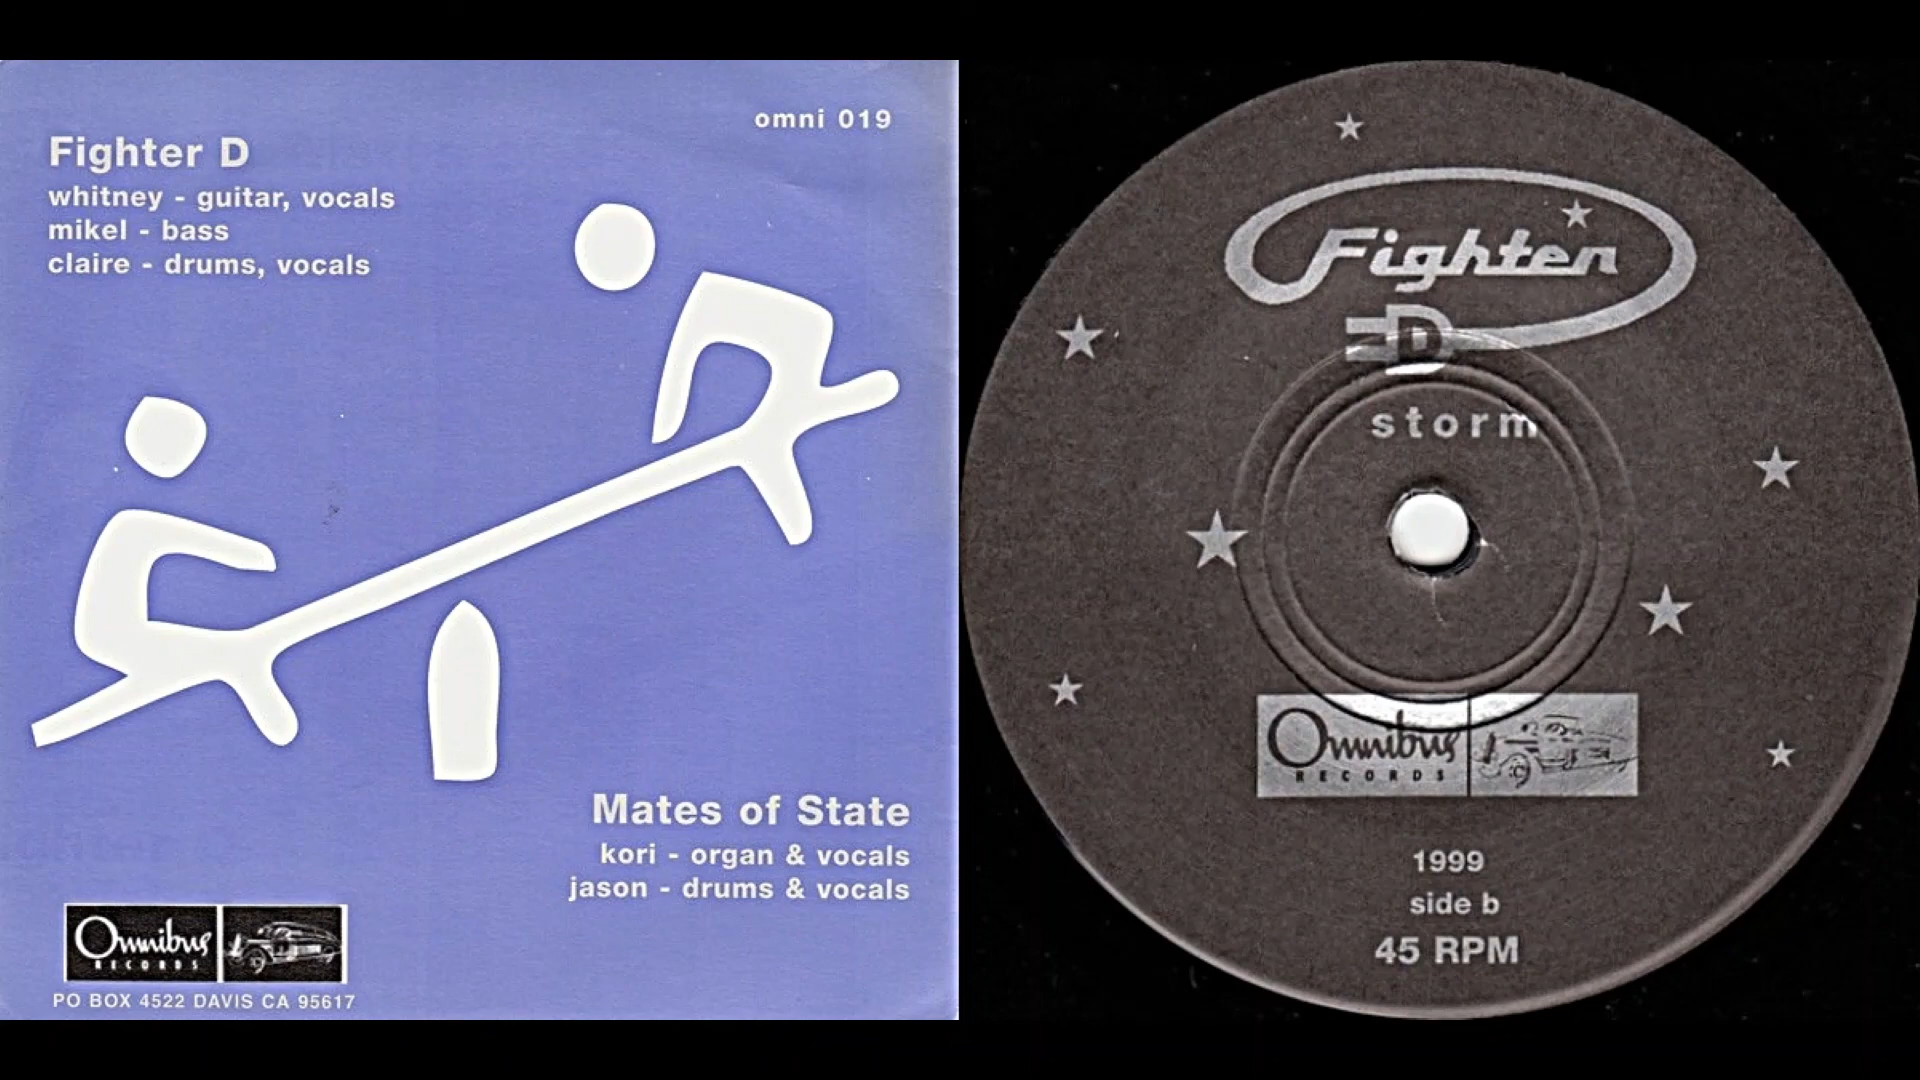 omni 019
Fighter D
whitney - guitar, vocals
mikel - bass
claire - drums, vocals
Mates of State
kori - organ & vocals
jason - drums & vocals
Omnibus
RECORDS
PO BOX 4522 DAVIS CA 95617
Fighter
D
storm
Omnibus
RECORDS
1999
side b
45 RPM